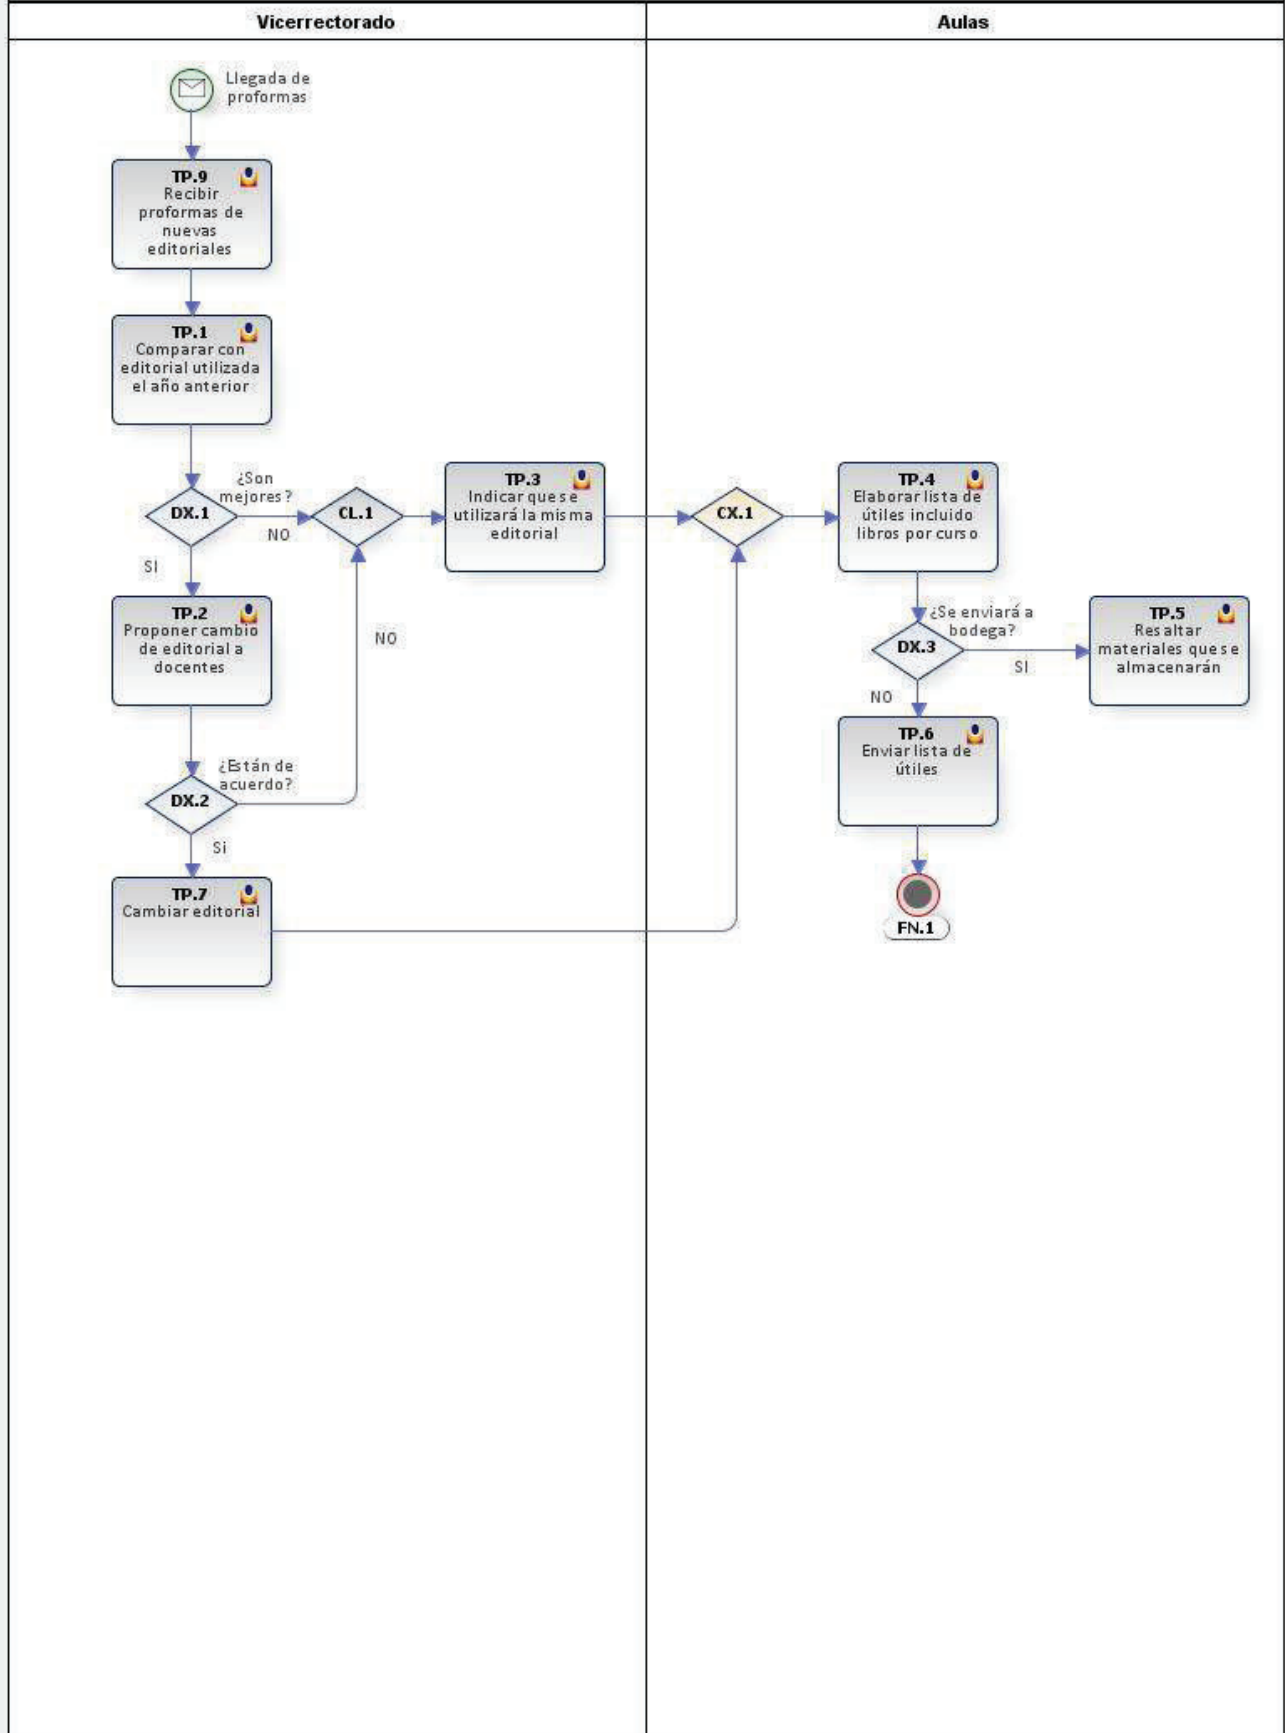 Vicerrectorado
Aulas
Llegada de
proformas
TP.9
Recibir
proformas de
nuevas
editoriales
TP.1
Comparar con
editorial utilizada
el año anterior
¿Son
mejores?
DX.1
NO
SI
CL.1
TP.3
Indicar que se
utilizará la misma
editorial
CX.1
TP.4
Elaborar lista de
útiles incluido
libros por curso
TP.2
Proponer cambio
de editorial a
docentes
NO
¿Se enviará a
bodega?
DX.3
SI
NO
TP.5
Resaltar
materiales que se
almacenarán
TP.6
Enviar lista de
útiles
¿Están de
acuerdo?
DX.2
Si
TP.7
Cambiar editorial
FN.1